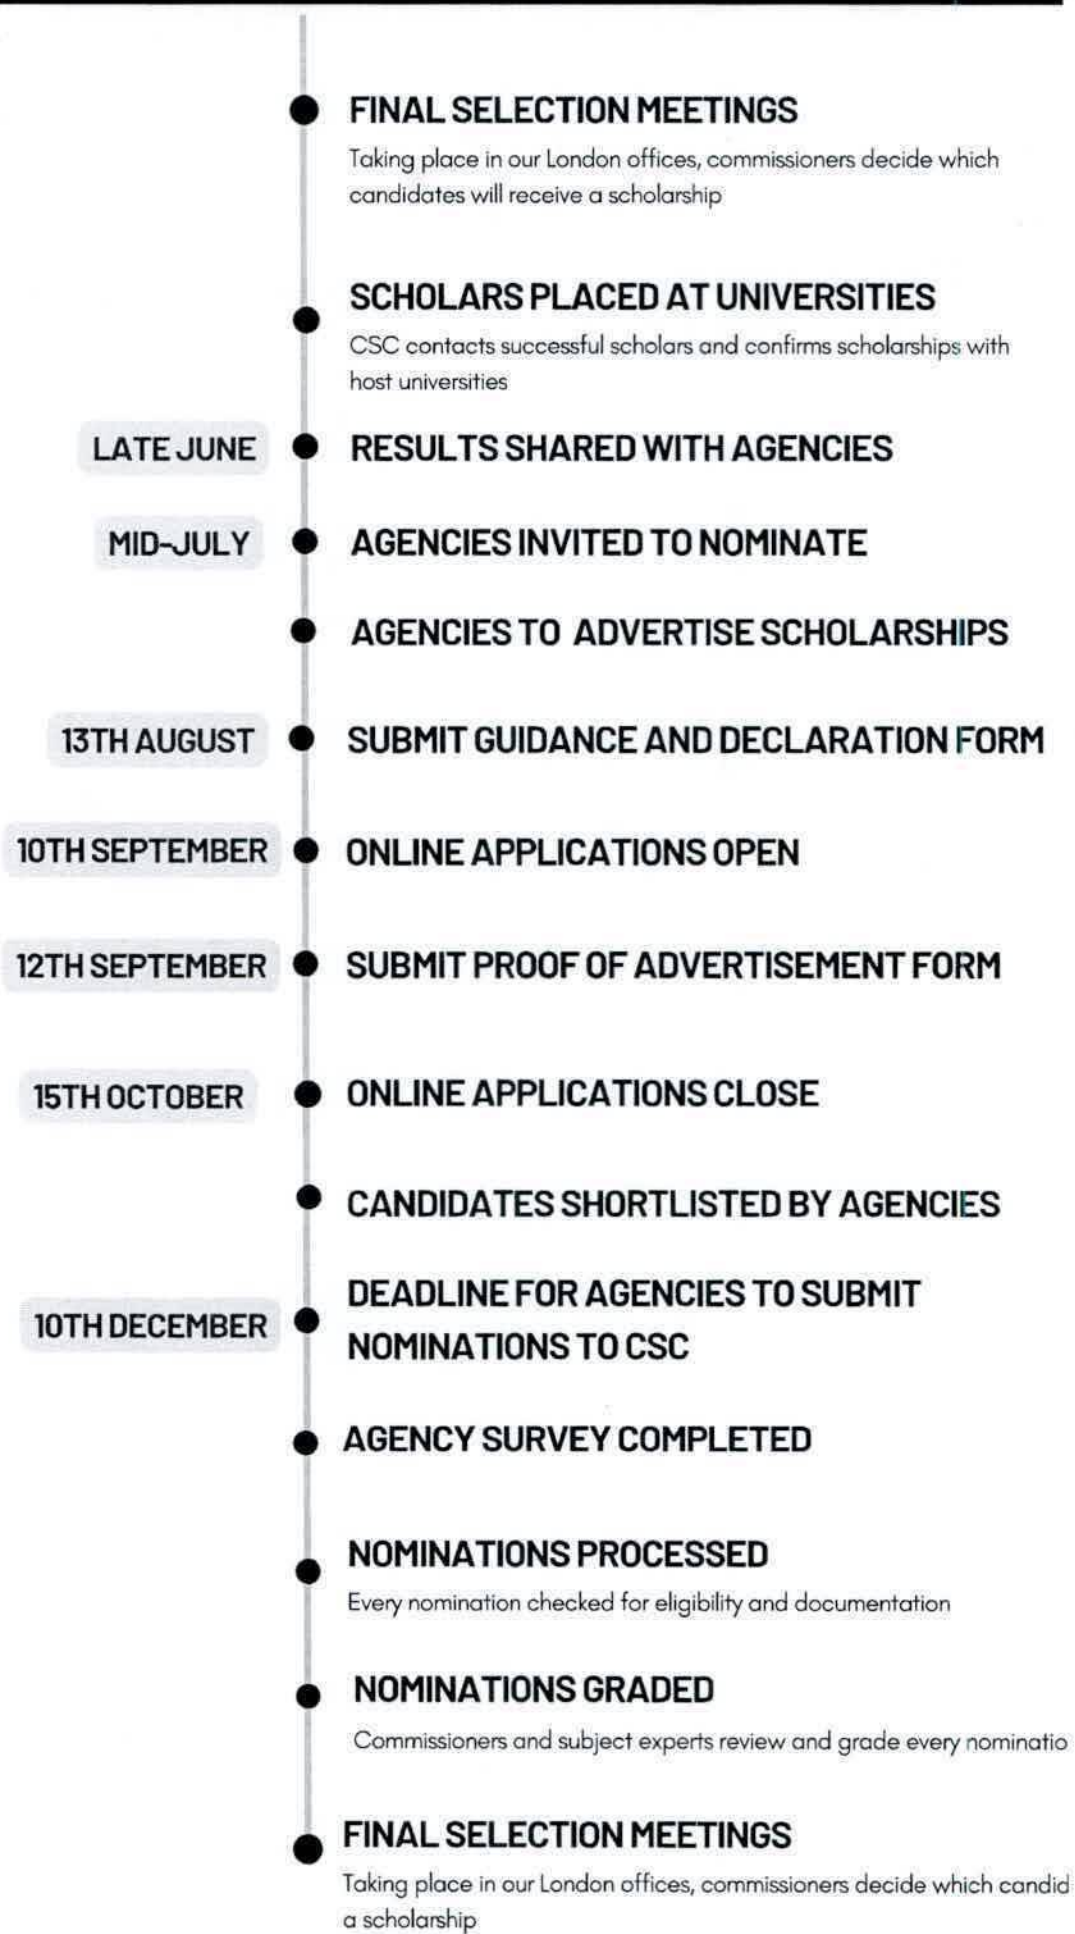 FINAL SELECTION MEETINGS
Taking place in our London offices, commissioners decide which
candidates will receive a scholarship
SCHOLARS PLACED AT UNIVERSITIES
CSC contacts successful scholars and confirms scholarships with
host universities
LATE JUNE RESULTS SHARED WITH AGENCIES
MID-JULY AGENCIES INVITED TO NOMINATE
AGENCIES TO ADVERTISE SCHOLARSHIPS
13TH AUGUST SUBMIT GUIDANCE AND DECLARATION FORM
10TH SEPTEMBER ONLINE APPLICATIONS OPEN
12TH SEPTEMBER SUBMIT PROOF OF ADVERTISEMENT FORM
15TH OCTOBER ONLINE APPLICATIONS CLOSE
CANDIDATES SHORTLISTED BY AGENCIES
DEADLINE FOR AGENCIES TO SUBMIT
10TH DECEMBER
NOMINATIONS TO CSC
AGENCY SURVEY COMPLETED
NOMINATIONS PROCESSED
Every nomination checked for eligibility and documentation
NOMINATIONS GRADED
Commissioners and subject experts review and grade every nominatio
FINAL SELECTION MEETINGS
Taking place in our London offices, commissioners decide which candid
a scholarship